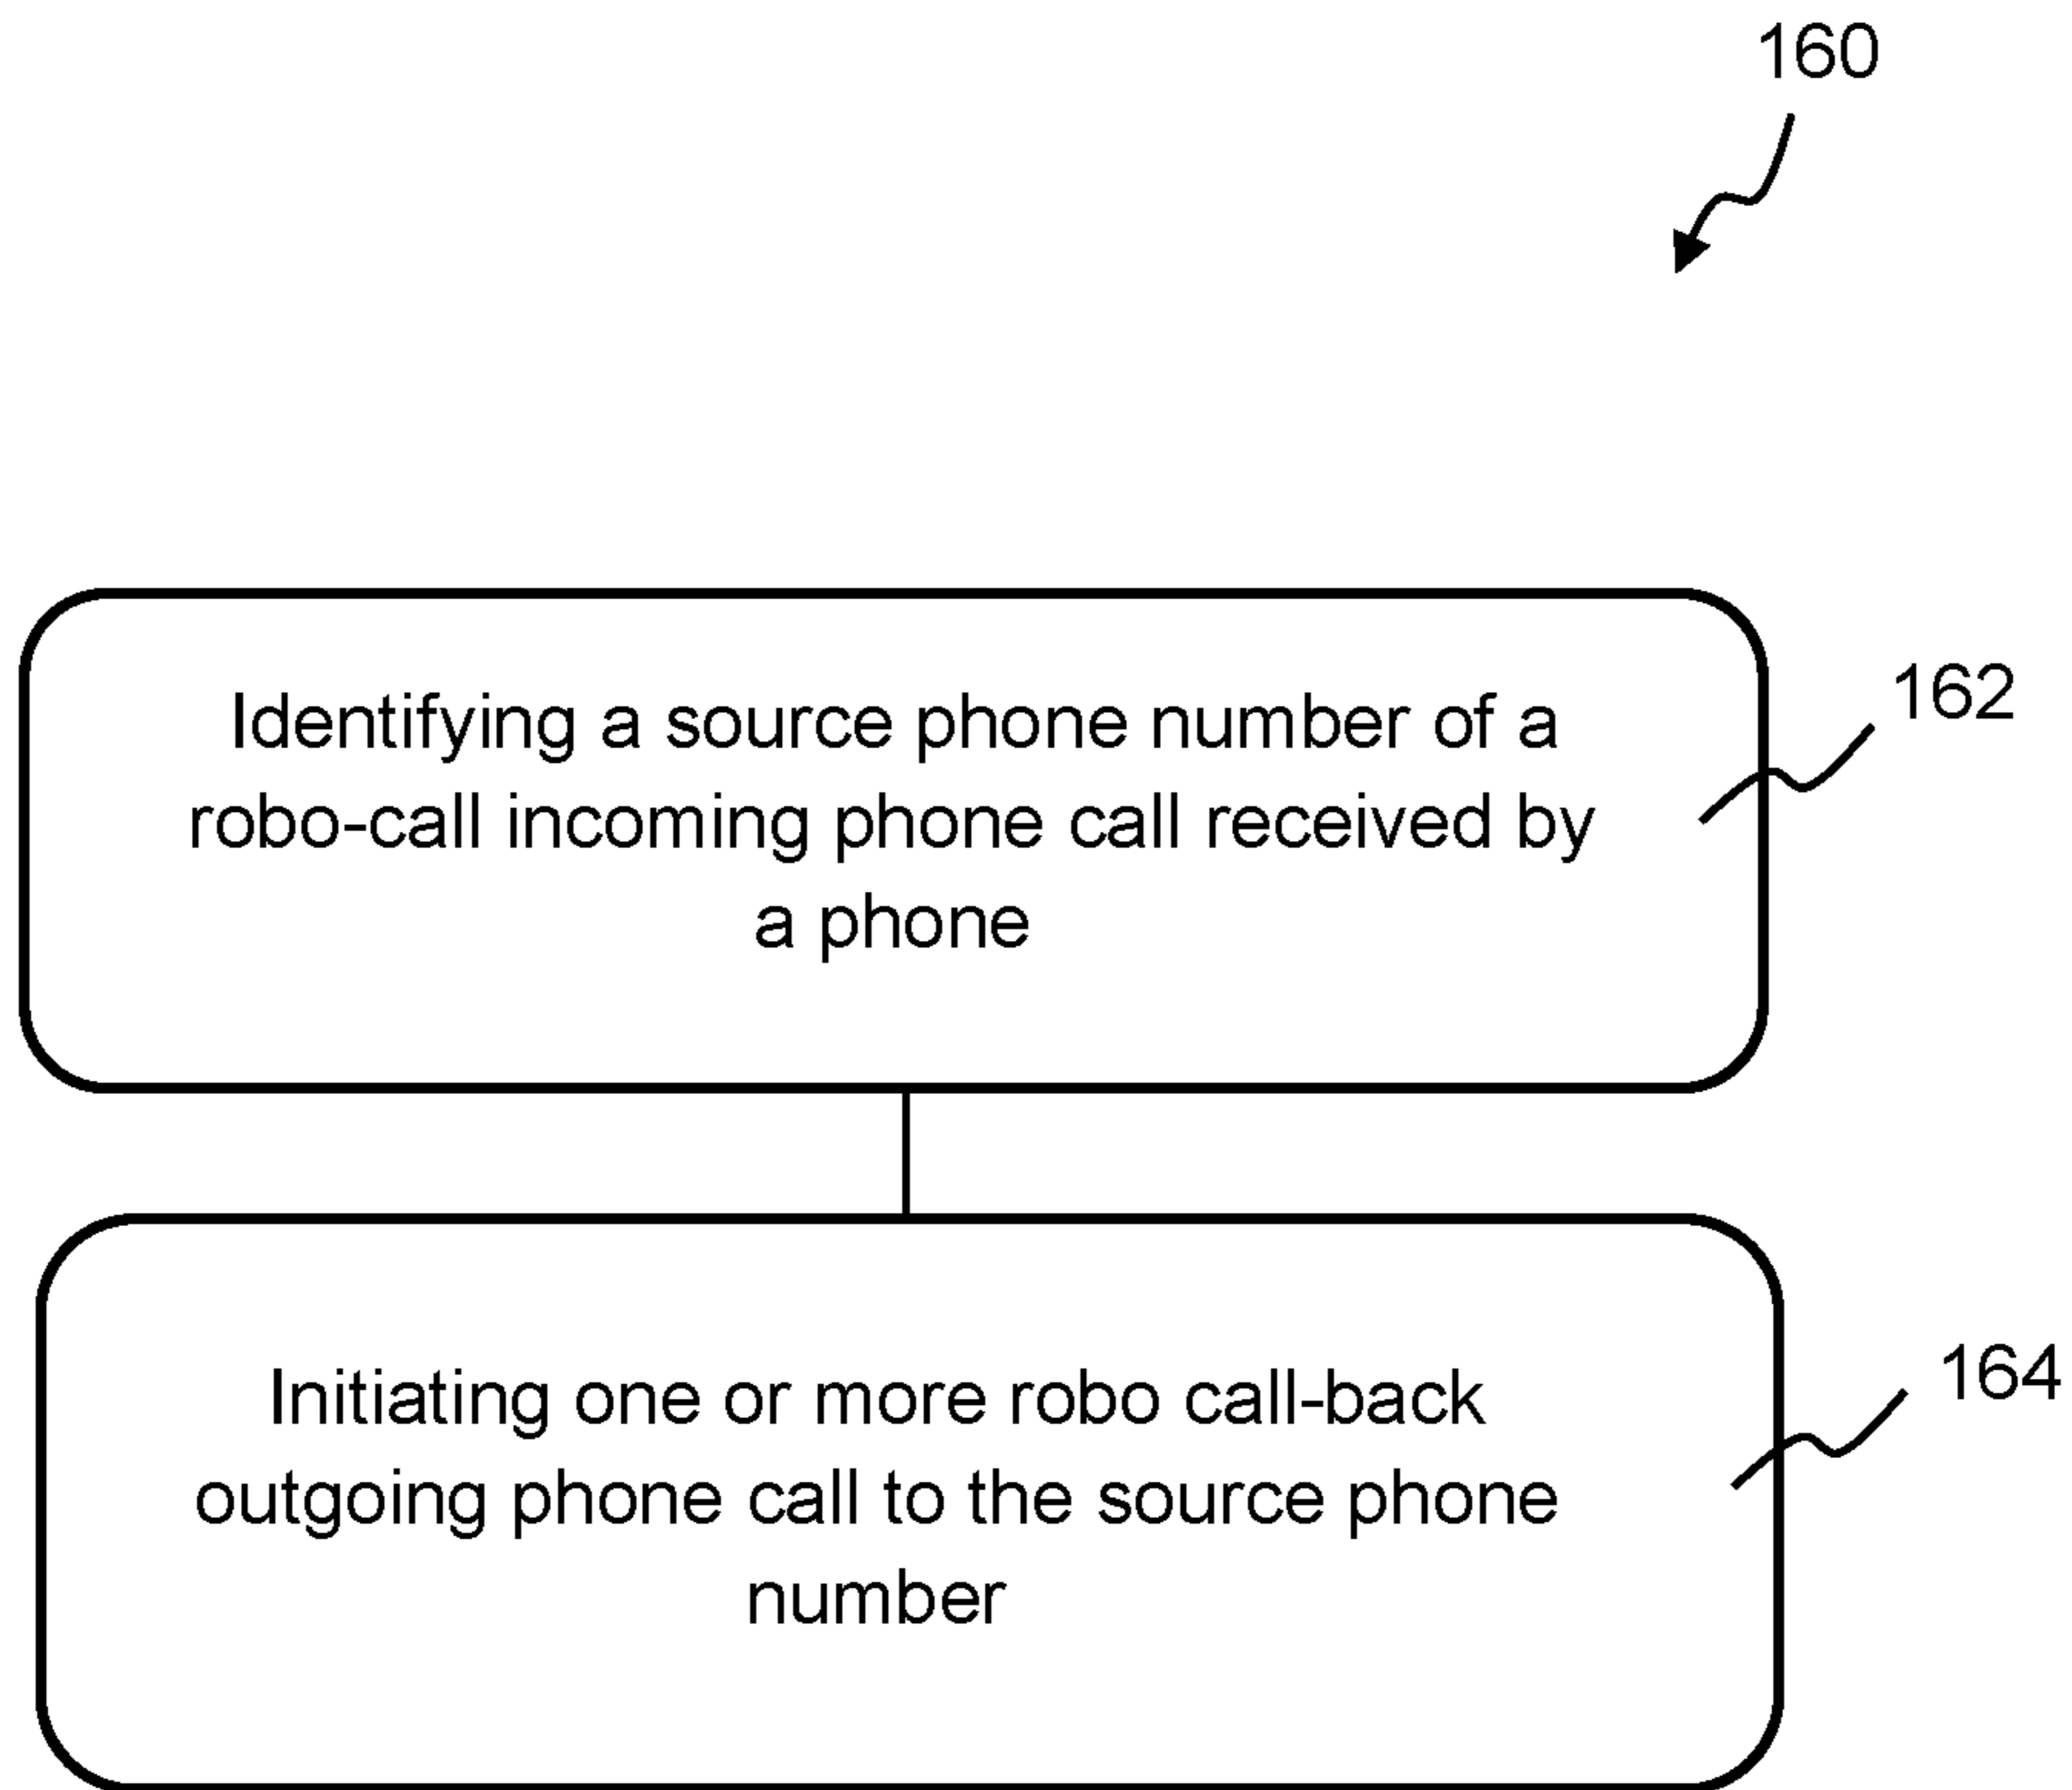 160
Identifying a source phone number of a
robo-call incoming phone call received by
a phone
162
Initiating one or more robo call-back
outgoing phone call to the source phone
number
164